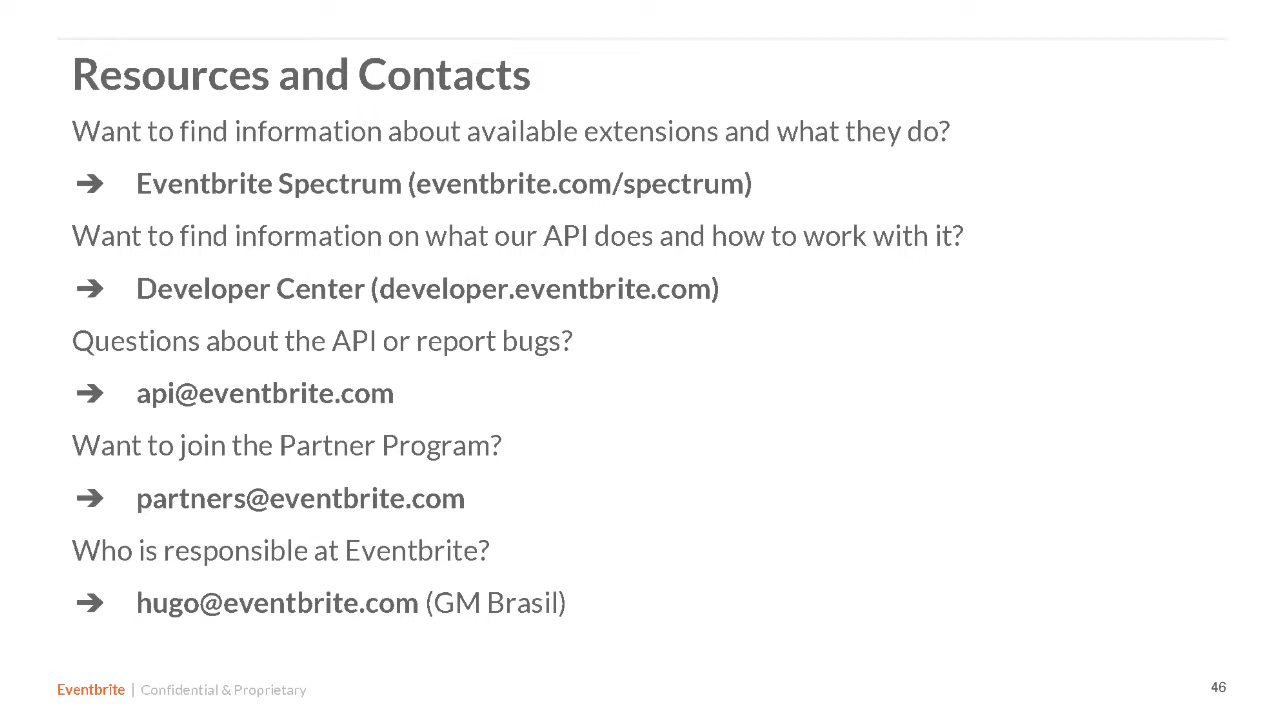 Resources and Contacts
Want to find information about available extensions and what they do?
➔ Eventbrite Spectrum (eventbrite.com/spectrum)
Want to find information on what our API does and how to work with it?
➔ Developer Center (developer.eventbrite.com)
Questions about the API or report bugs?
➔ api@eventbrite.com
Want to join the Partner Program?
➔ partners@eventbrite.com
Who is responsible at Eventbrite?
➔ hugo@eventbrite.com (GM Brasil)
Eventbrite | Confidential & Proprietary 46